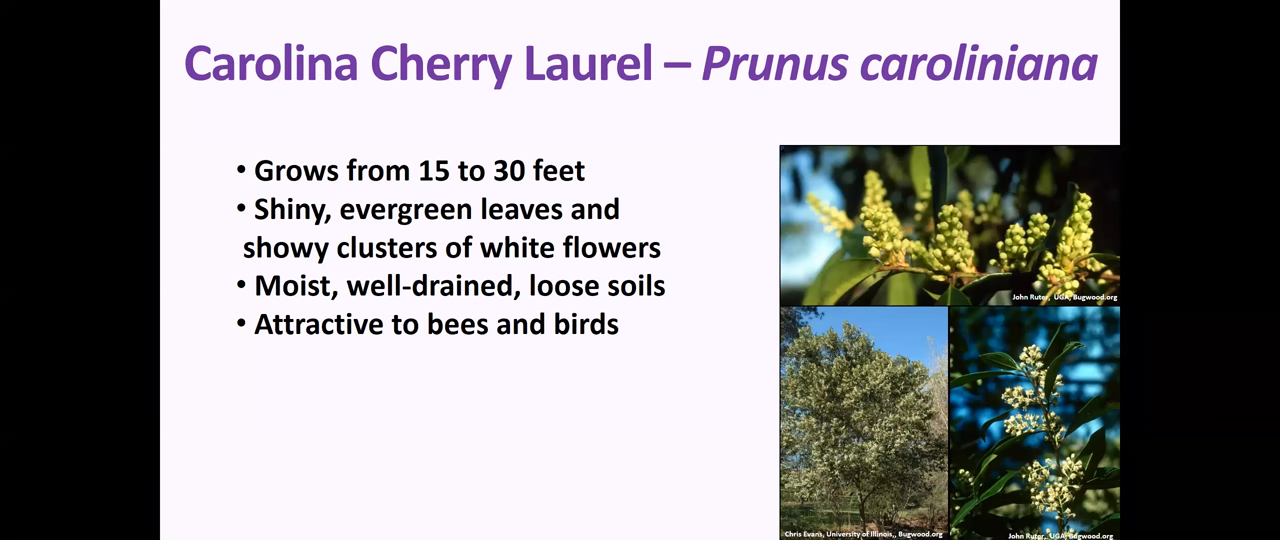 Carolina Cherry Laurel – Prunus caroliniana
• Grows from 15 to 30 feet
• Shiny, evergreen leaves and
showy clusters of white flowers
• Moist, well-drained, loose soils
• Attractive to bees and birds
John Ruter, UGA, Bugwood.org
Chris Evans, University of Illinois,, Bugwood.org
John Ruter, UGA, Bugwood.org